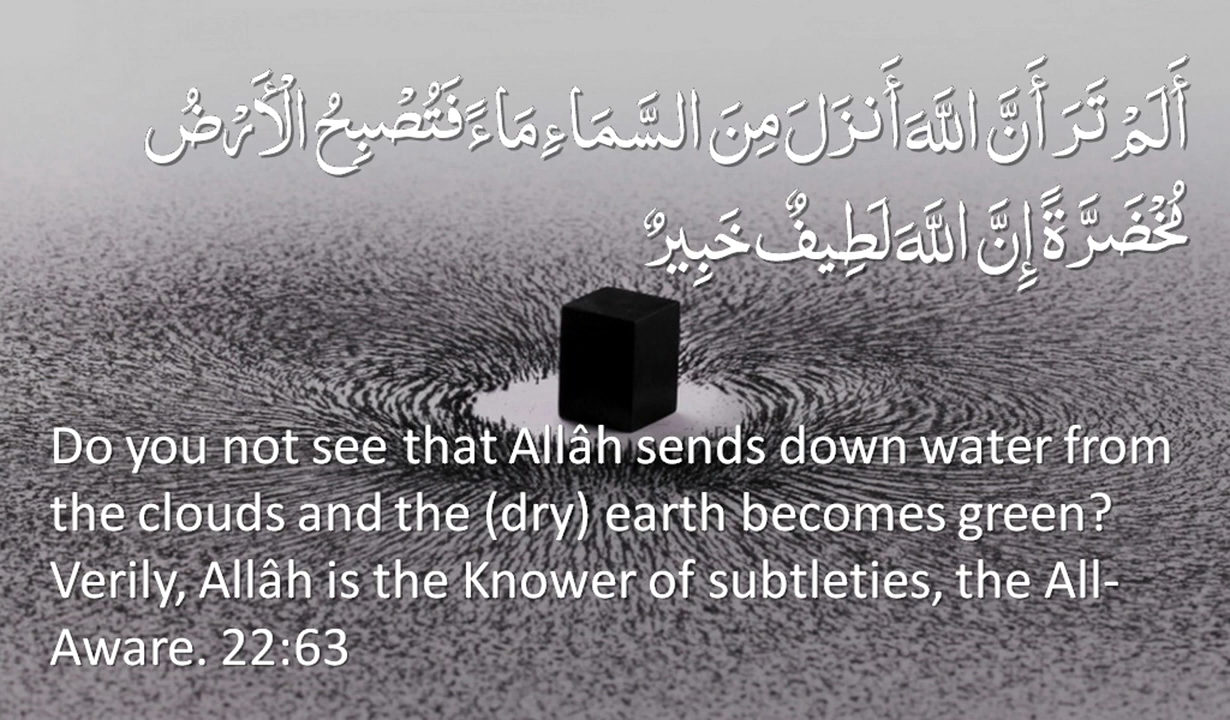 أَلَمْ تَرَ أَنَّ اللَّهَ أَنزَلَ مِنَ السَّمَاءِ مَاءً فَتُصْبِحُ الْأَرْضُ
مُخْضَرَّةً إِنَّ اللَّهَ لَطِيفٌ خَبِيرٌ
Do you not see that Allâh sends down water from
the clouds and the (dry) earth becomes green?
Verily, Allâh is the Knower of subtleties, the All-
Aware. 22:63